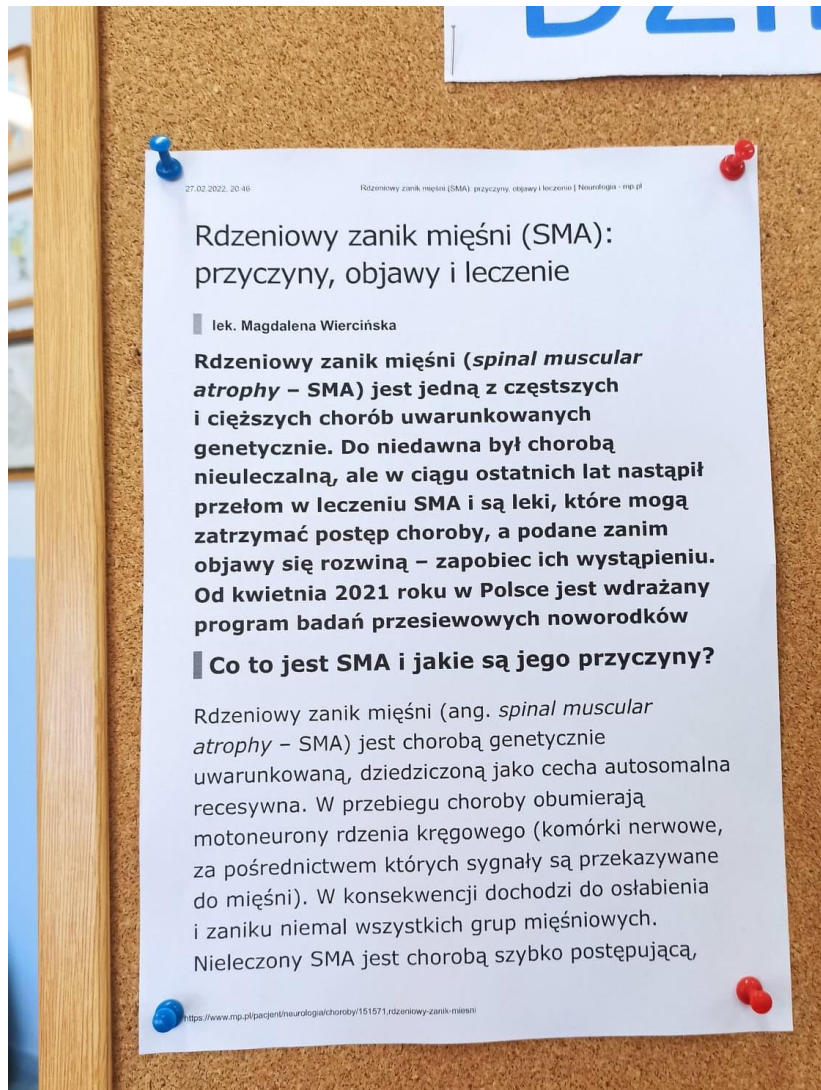 27.02.2022, 20:46 Rdzeniowy zanik mięśni (SMA): przyczyny, objawy i leczenie | Neurologia - mp.pl
Rdzeniowy zanik mięśni (SMA):
przyczyny, objawy i leczenie
lek. Magdalena Wiercińska
Rdzeniowy zanik mięśni (spinal muscular
atrophy – SMA) jest jedną z częstszych
i cięższych chorób uwarunkowanych
genetycznie. Do niedawna był chorobą
nieuleczalną, ale w ciągu ostatnich lat nastąpił
przełom w leczeniu SMA i są leki, które mogą
zatrzymać postęp choroby, a podane zanim
objawy się rozwiną – zapobiec ich wystąpieniu.
Od kwietnia 2021 roku w Polsce jest wdrażany
program badań przesiewowych noworodków
Co to jest SMA i jakie są jego przyczyny?
Rdzeniowy zanik mięśni (ang. spinal muscular
atrophy – SMA) jest chorobą genetycznie
uwarunkowaną, dziedziczoną jako cecha autosomalna
recesywna. W przebiegu choroby obumierają
motoneurony rdzenia kręgowego (komórki nerwowe,
za pośrednictwem których sygnały są przekazywane
do mięśni). W konsekwencji dochodzi do osłabienia
i zaniku niemal wszystkich grup mięśniowych.
Nieleczony SMA jest chorobą szybko postępującą,
https://www.mp.pl/pacjent/neurologia/choroby/151571,rdzeniowy-zanik-miesni